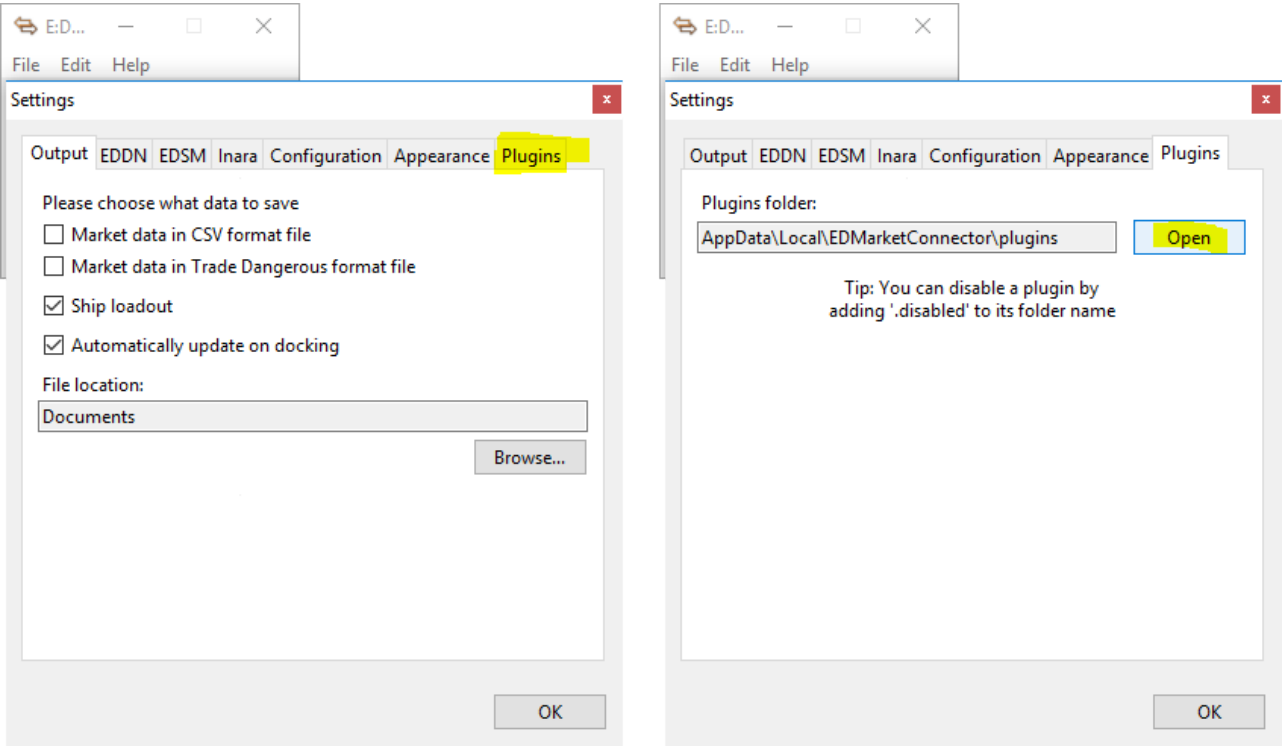 E:D...
File Edit Help
Settings
Output EDDN EDSM Inara Configuration Appearance Plugins
Please choose what data to save
Market data in CSV format file
Market data in Trade Dangerous format file
Ship loadout
Automatically update on docking
File location:
Documents
Browse...
OK
E:D...
File Edit Help
Settings
Output EDDN EDSM Inara Configuration Appearance Plugins
Plugins folder:
AppData\Local\EDMarketConnector\plugins
Open
Tip: You can disable a plugin by
adding '.disabled' to its folder name
OK